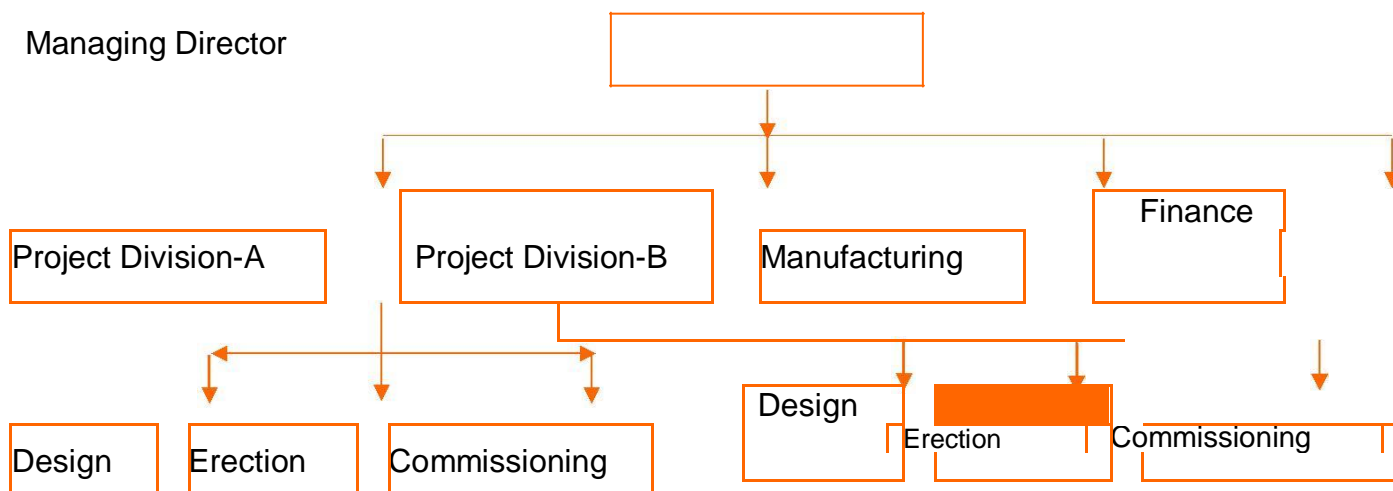 Managing Director
Finance
Project Division-A
Project Division-B
Manufacturing
Design
Erection
Commissioning
Design
Erection
Commissioning